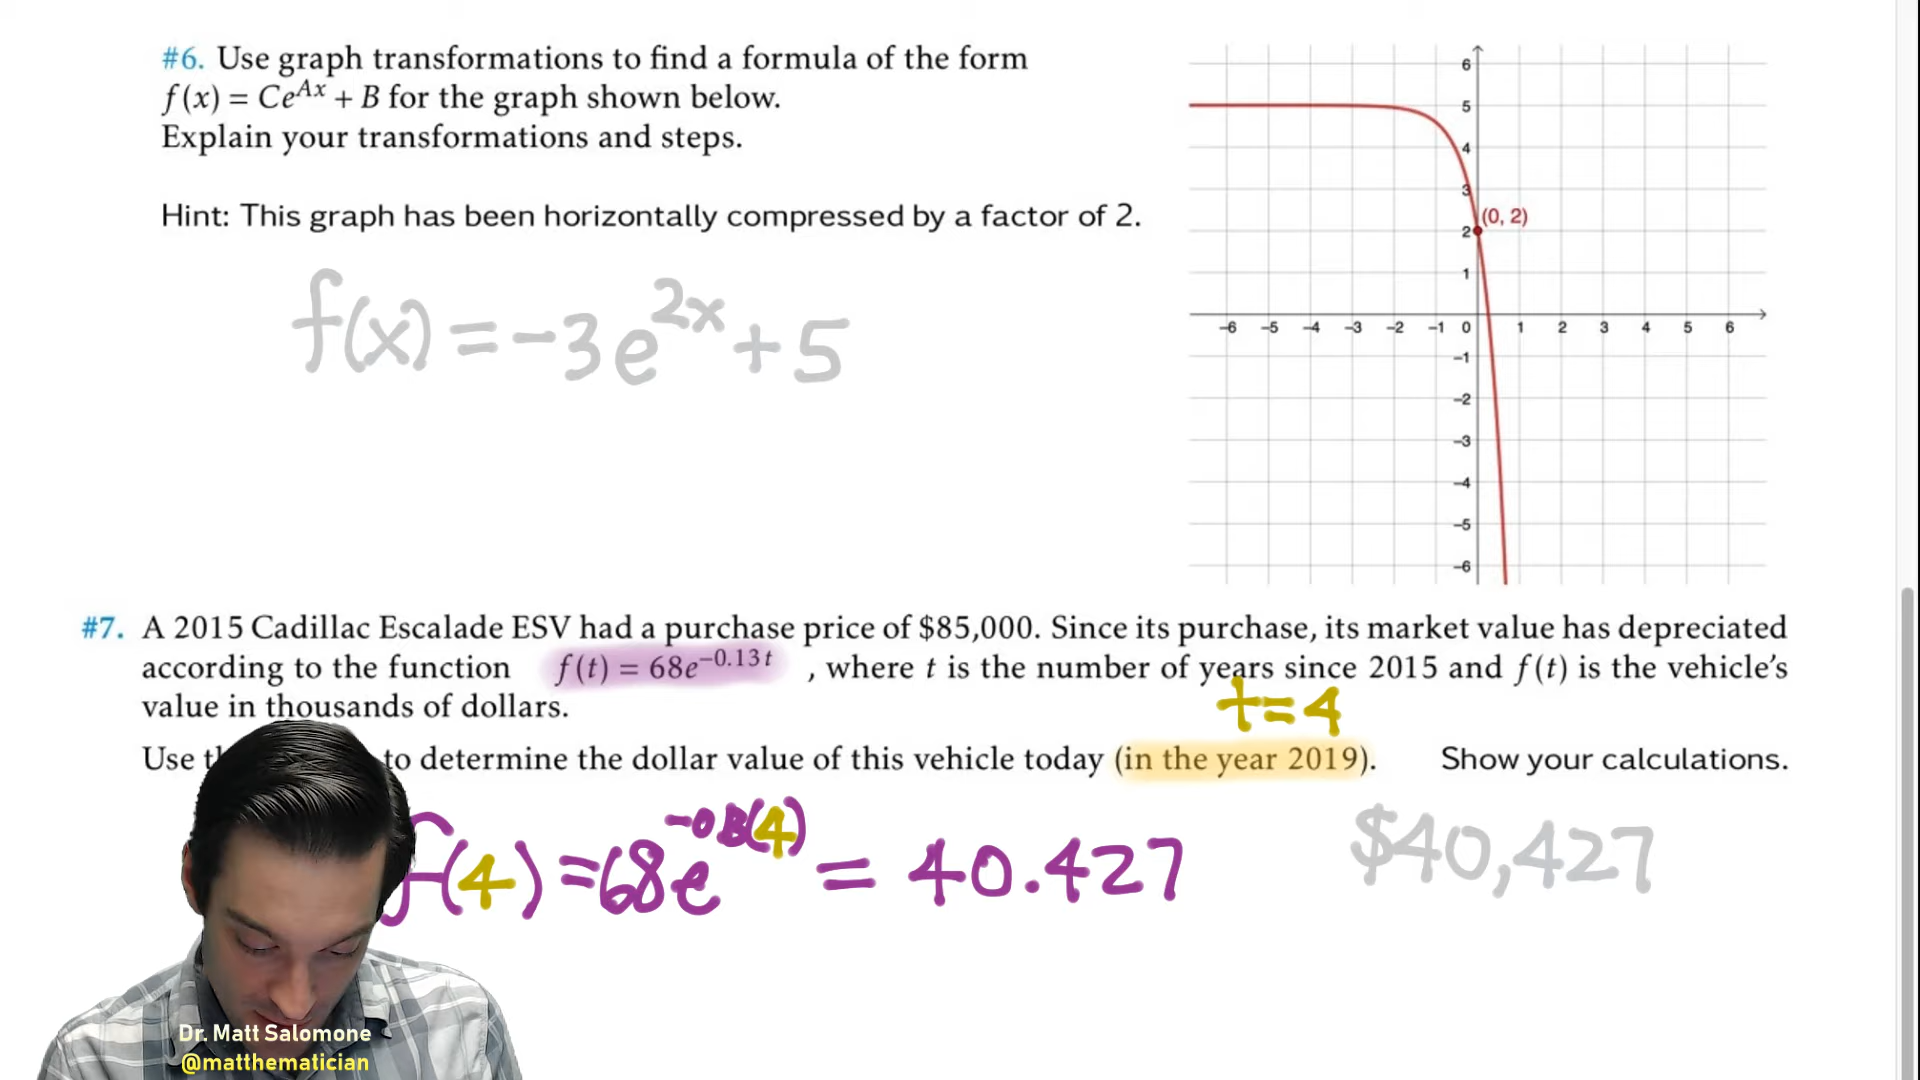 #6. Use graph transformations to find a formula of the form
f(x) = Ce^{Ax} + B for the graph shown below.
Explain your transformations and steps.
Hint: This graph has been horizontally compressed by a factor of 2.
f(x) = -3e^{2x} + 5
6
5
4
3
(0, 2)
2
1
-6 -5 -4 -3 -2 -1 0 1 2 3 4 5 6
-1
-2
-3
-4
-5
-6
#7. A 2015 Cadillac Escalade ESV had a purchase price of $85,000. Since its purchase, its market value has depreciated
according to the function f(t) = 68e^{-0.13t} , where t is the number of years since 2015 and f(t) is the vehicle's
value in thousands of dollars.
t=4
Use to determine the dollar value of this vehicle today (in the year 2019). Show your calculations.
f(4) = 68e^{-0.13(4)} = 40.427
$40,427
Dr. Matt Salomone
@matthematician